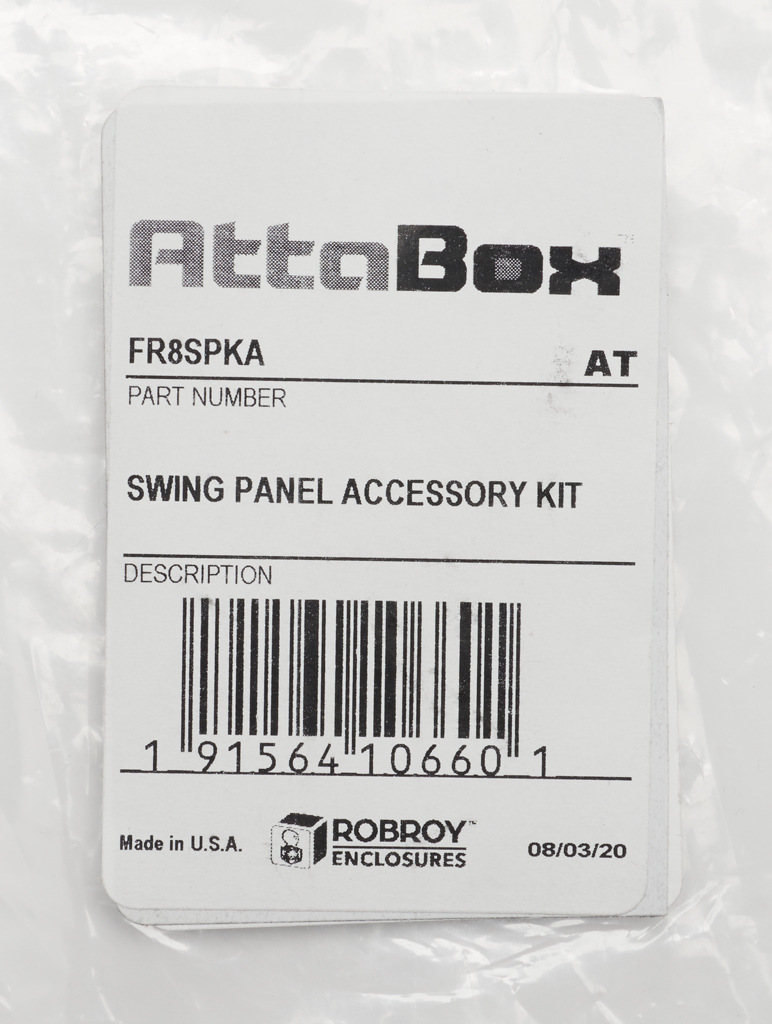 AttaBox
FR8SPKA AT
PART NUMBER
SWING PANEL ACCESSORY KIT
DESCRIPTION
1 91564 10660 1
Made in U.S.A. ROBROY™ 08/03/20
ENCLOSURES